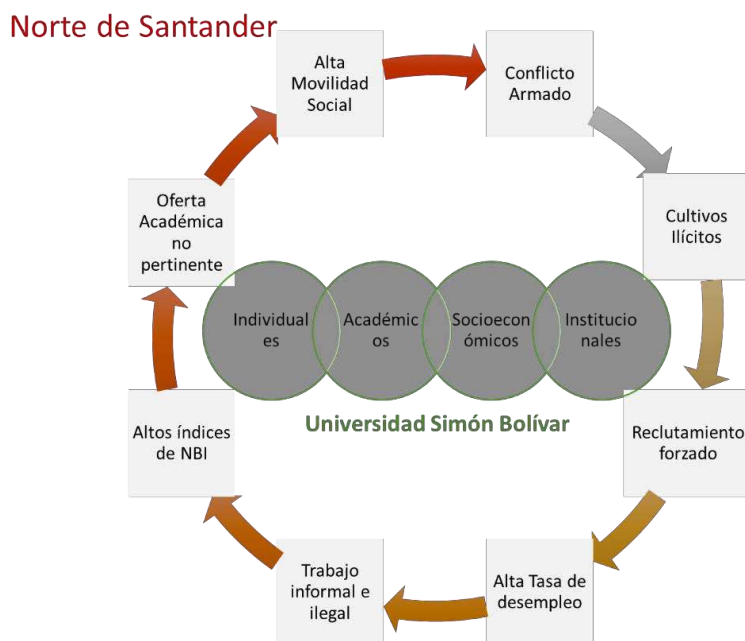 Norte de Santander
Alta
Movilidad
Social
Conflicto
Armado
Cultivos
Ilícitos
Reclutamiento
forzado
Alta Tasa de
desempleo
Trabajo
informal e
ilegal
Altos índices
de NBI
Oferta
Académica
no
pertinente
Individual
es
Académic
os
Socioecon
ómicos
Institucio
nales
Universidad Simón Bolívar